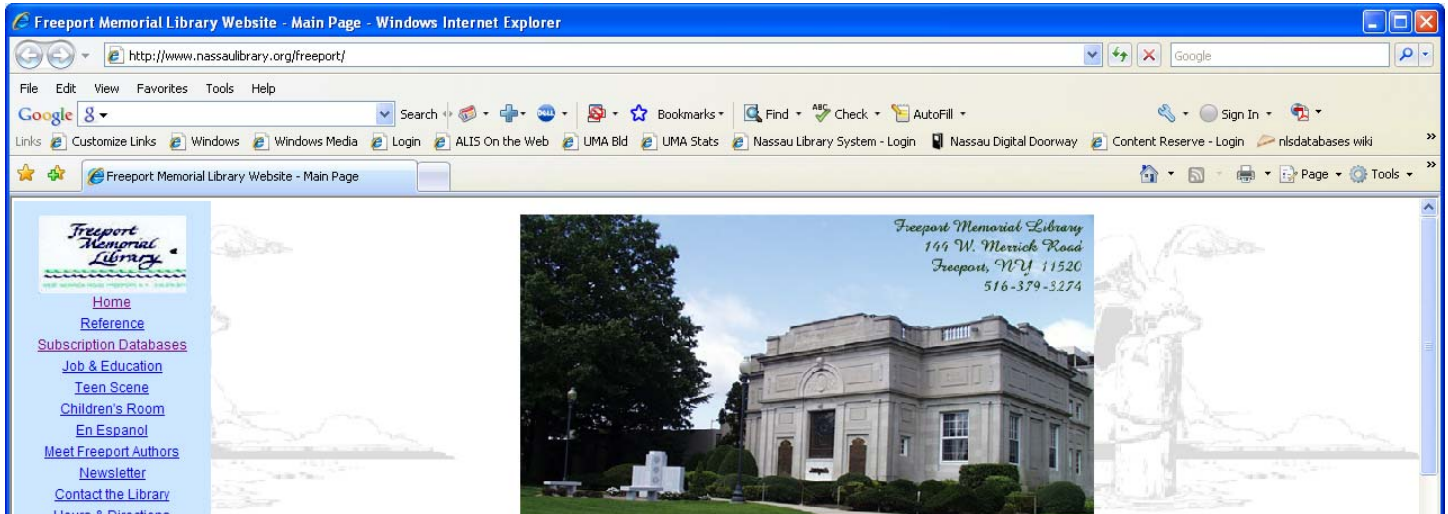 Freeport Memorial Library Website - Main Page - Windows Internet Explorer
http://www.nassaulibrary.org/freeport/
Google
File Edit View Favorites Tools Help
Google Search Bookmarks Find Check AutoFill Sign In
Links Customize Links Windows Windows Media Login ALIS On the Web UMA Bld UMA Stats Nassau Library System - Login Nassau Digital Doorway Content Reserve - Login nlsdatabases wiki
Freeport Memorial Library Website - Main Page Page Tools
Freeport
Memorial
Library
Home
Reference
Subscription Databases
Job & Education
Teen Scene
Children's Room
En Espanol
Meet Freeport Authors
Newsletter
Contact the Library
Hours & Directions
Freeport Memorial Library
144 W. Merrick Road
Freeport, NY 11520
516-379-3274